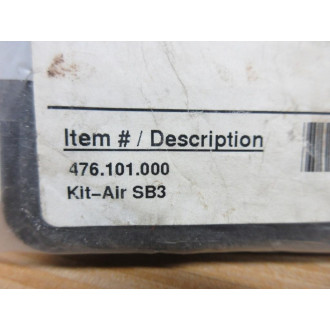 Item # / Description
476.101.000
Kit-Air SB3